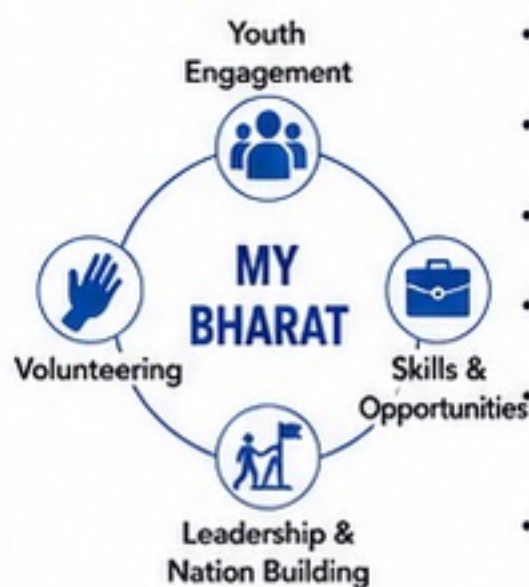 Youth
Engagement
MY
BHARAT
Volunteering
Skills &
Opportunities
Leadership &
Nation Building